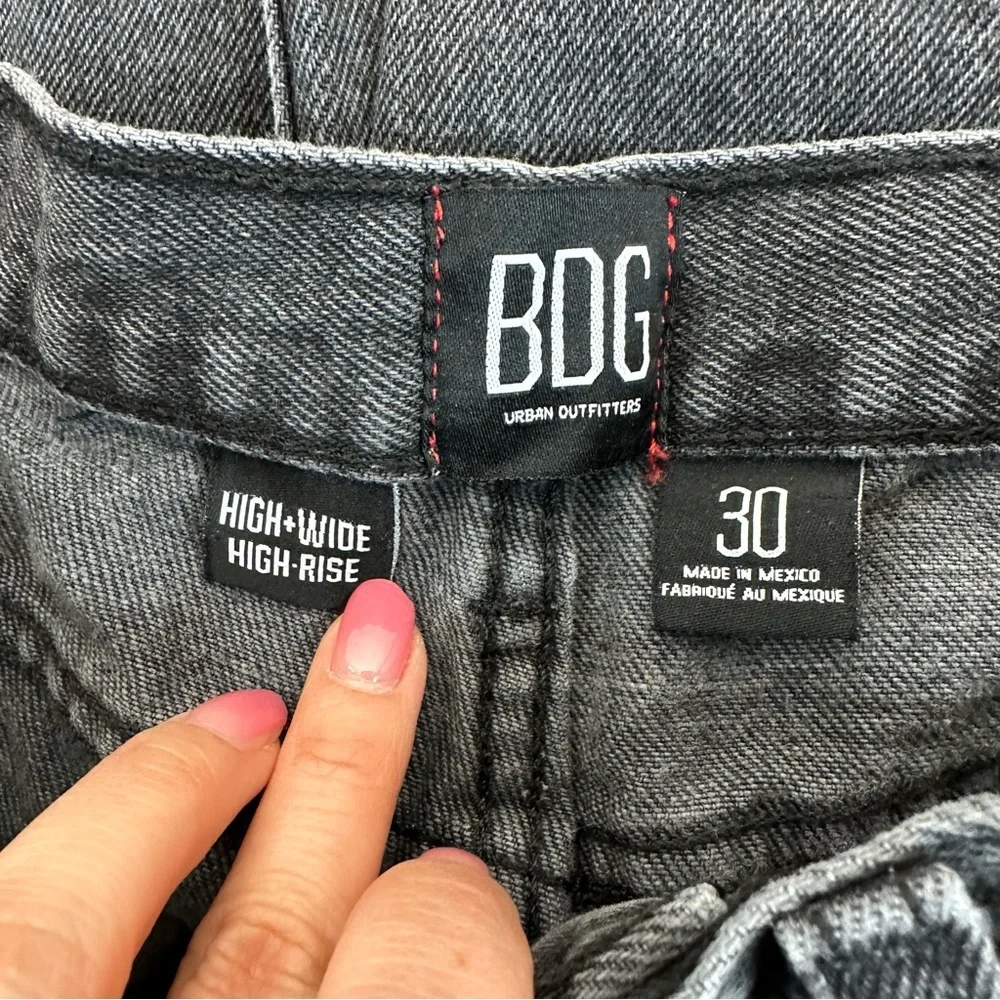 BDG
URBAN OUTFITTERS
HIGH+WIDE
HIGH-RISE
30
MADE IN MEXICO
FABRIQUÉ AU MEXIQUE